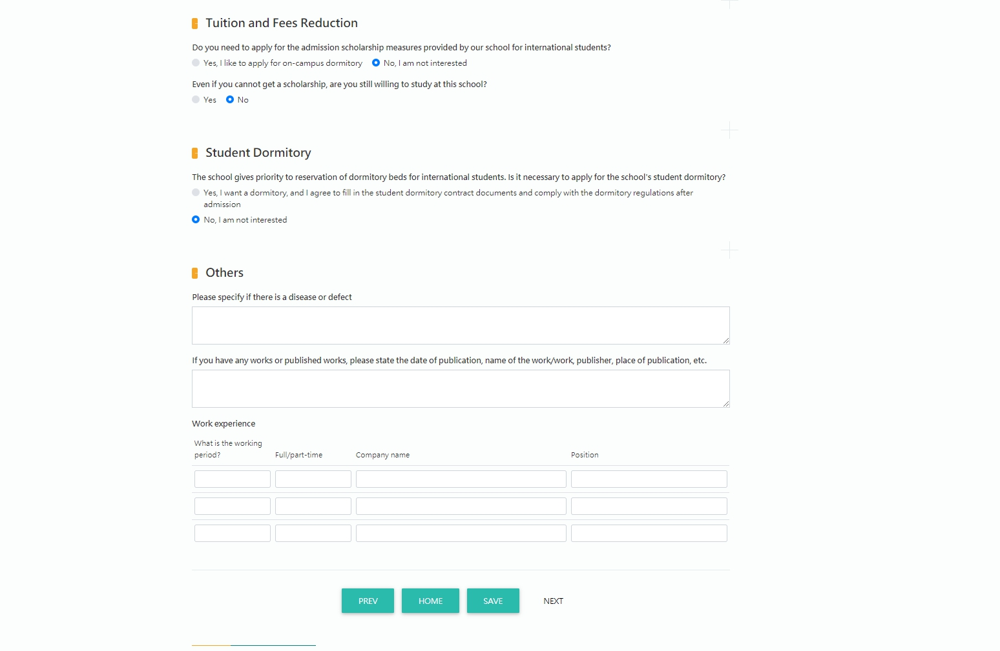 Tuition and Fees Reduction
Do you need to apply for the admission scholarship measures provided by our school for international students?
Yes, I like to apply for on-campus dormitory No, I am not interested
Even if you cannot get a scholarship, are you still willing to study at this school?
Yes No
Student Dormitory
The school gives priority to reservation of dormitory beds for international students. Is it necessary to apply for the school's student dormitory?
Yes, I want a dormitory, and I agree to fill in the student dormitory contract documents and comply with the dormitory regulations after
admission
No, I am not interested
Others
Please specify if there is a disease or defect
If you have any works or published works, please state the date of publication, name of the work/work, publisher, place of publication, etc.
Work experience
What is the working
period? Full/part-time Company name Position
PREV HOME SAVE NEXT